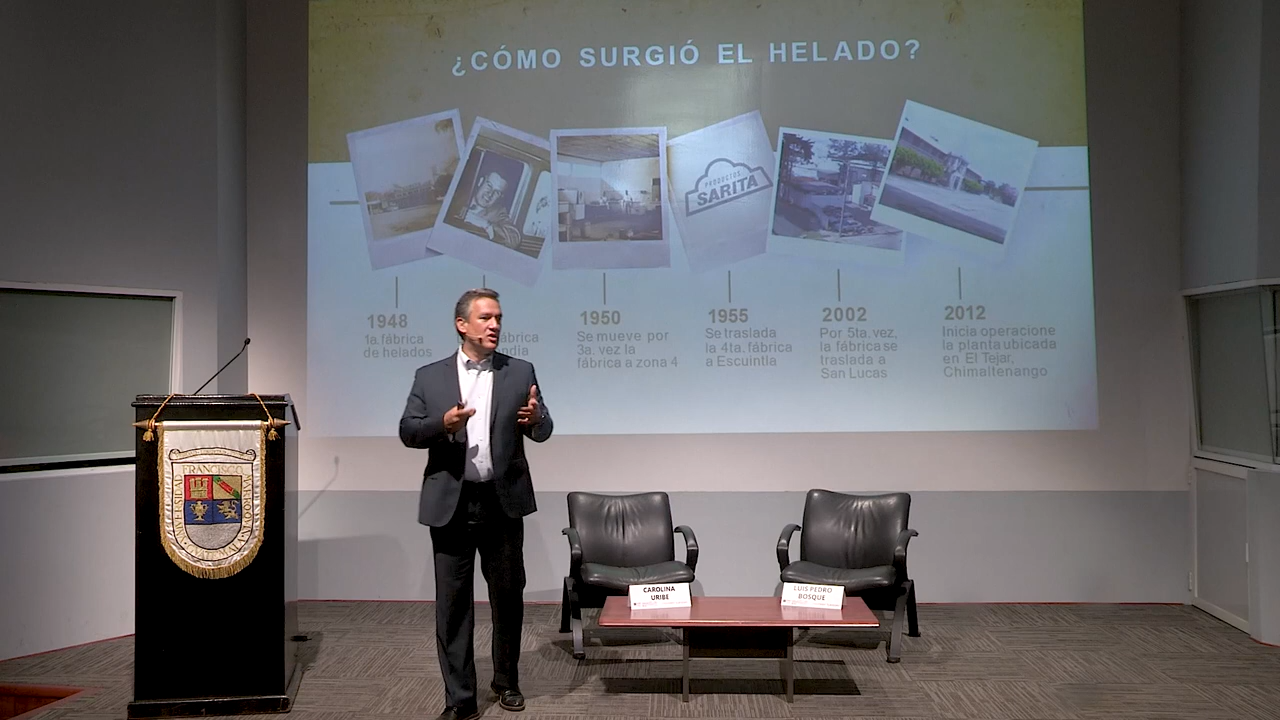 ¿CÓMO SURGIÓ EL HELADO?
PRODUCTOS
SARITA
1948
1a. fábrica
de helados
ábrica
ndia
1950
Se mueve por
3a. vez la
fábrica a zona 4
1955
Se traslada
la 4ta. fábrica
a Escuintla
2002
Por 5ta. vez,
la fábrica se
traslada a
San Lucas
2012
Inicia operacione
la planta ubicada
en El Tejar,
Chimaltenango
FRANCISCO
CAROLINA
URIBE
LUIS PEDRO
BOSQUE